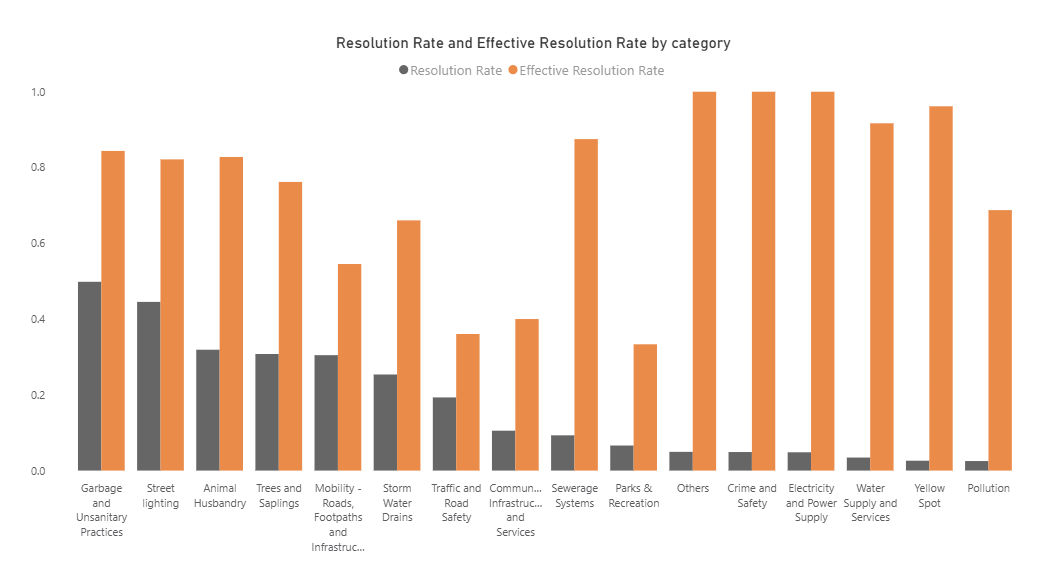 Resolution Rate and Effective Resolution Rate by category
Resolution Rate Effective Resolution Rate
1.0
0.8
0.6
0.4
0.2
0.0
Garbage
and
Unsanitary
Practices
Street
lighting
Animal
Husbandry
Trees and
Saplings
Mobility -
Roads,
Footpaths
and
Infrastruc...
Storm
Water
Drains
Traffic and
Road
Safety
Commun...
Infrastruc...
and
Services
Sewerage
Systems
Parks &
Recreation
Others
Crime and
Safety
Electricity
and Power
Supply
Water
Supply and
Services
Yellow
Spot
Pollution